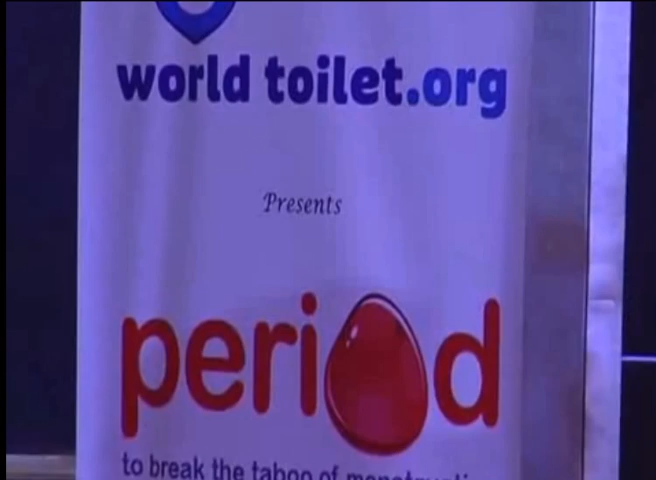 world toilet.org
Presents
period
to break the taboo of